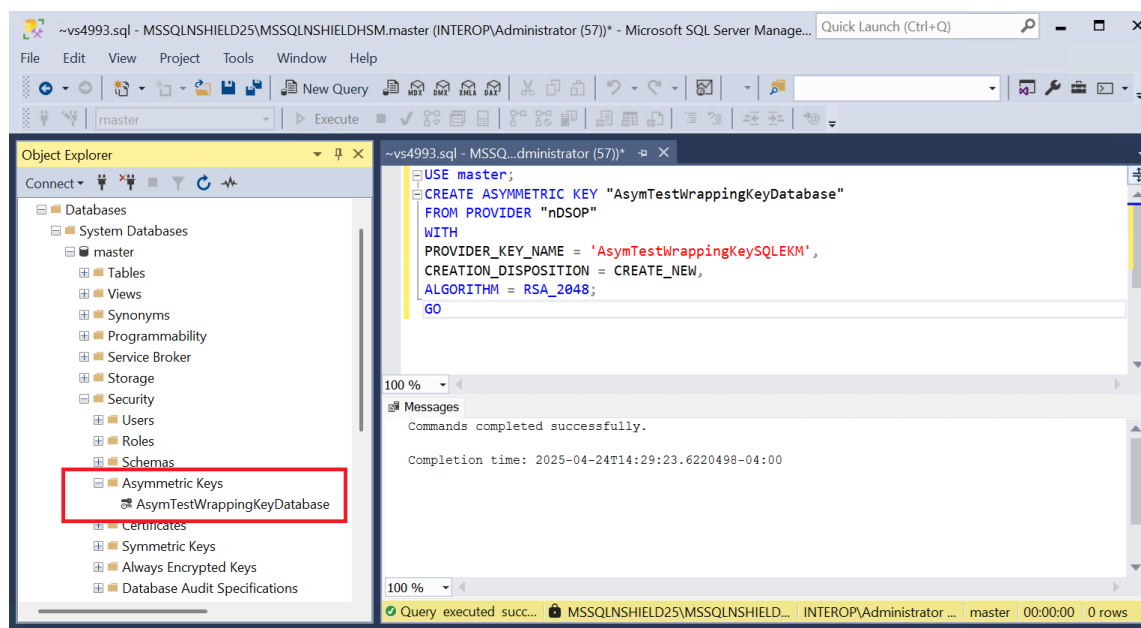 ~vs4993.sql - MSSQLNSHIELD25\MSSQLNSHIELDHSM.master (INTEROP\Administrator (57))* - Microsoft SQL Server Manage...
Quick Launch (Ctrl+Q)
File Edit View Project Tools Window Help
New Query MDX DMX XMLA DAX
master Execute
Object Explorer
Connect
Databases
System Databases
master
Tables
Views
Synonyms
Programmability
Service Broker
Storage
Security
Users
Roles
Schemas
Asymmetric Keys
AsymTestWrappingKeyDatabase
Certificates
Symmetric Keys
Always Encrypted Keys
Database Audit Specifications
~vs4993.sql - MSSQ...dministrator (57))*
USE master;
CREATE ASYMMETRIC KEY "AsymTestWrappingKeyDatabase"
FROM PROVIDER "nDSOP"
WITH
PROVIDER_KEY_NAME = 'AsymTestWrappingKeySQLEKM',
CREATION_DISPOSITION = CREATE_NEW,
ALGORITHM = RSA_2048;
GO
100 %
Messages
Commands completed successfully.
Completion time: 2025-04-24T14:29:23.6220498-04:00
100 %
Query executed succ... MSSQLNSHIELD25\MSSQLNSHIELD... INTEROP\Administrator ... master 00:00:00 0 rows